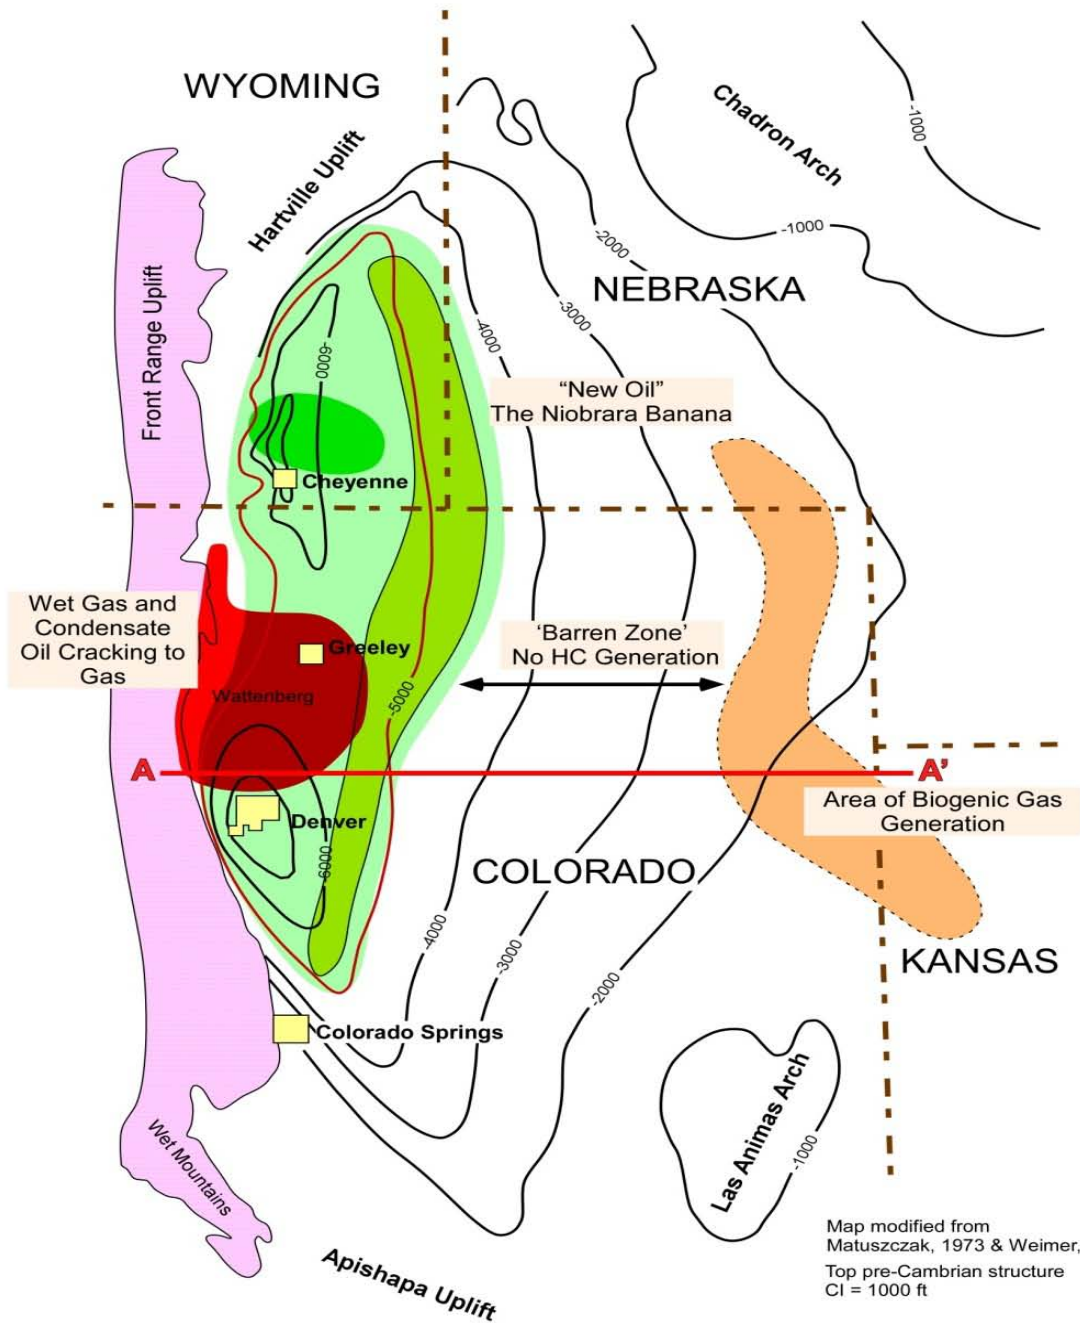 WYOMING
Chadron Arch
-1000
Hartville Uplift
-1000
-2000
NEBRASKA
Front Range Uplift
-3000
-4000
-6000
“New Oil”
The Niobrara Banana
Cheyenne
Wet Gas and
Condensate
Oil Cracking to
Gas
‘Barren Zone’
No HC Generation
Greeley
Wattenberg
-5000
A
A’
Area of Biogenic Gas
Generation
Denver
-6000
COLORADO
-4000
-3000
-2000
KANSAS
Colorado Springs
Las Animas Arch
-1000
Wet Mountains
Apishapa Uplift
Map modified from
Matuszczak, 1973 & Weimer,
Top pre-Cambrian structure
CI = 1000 ft